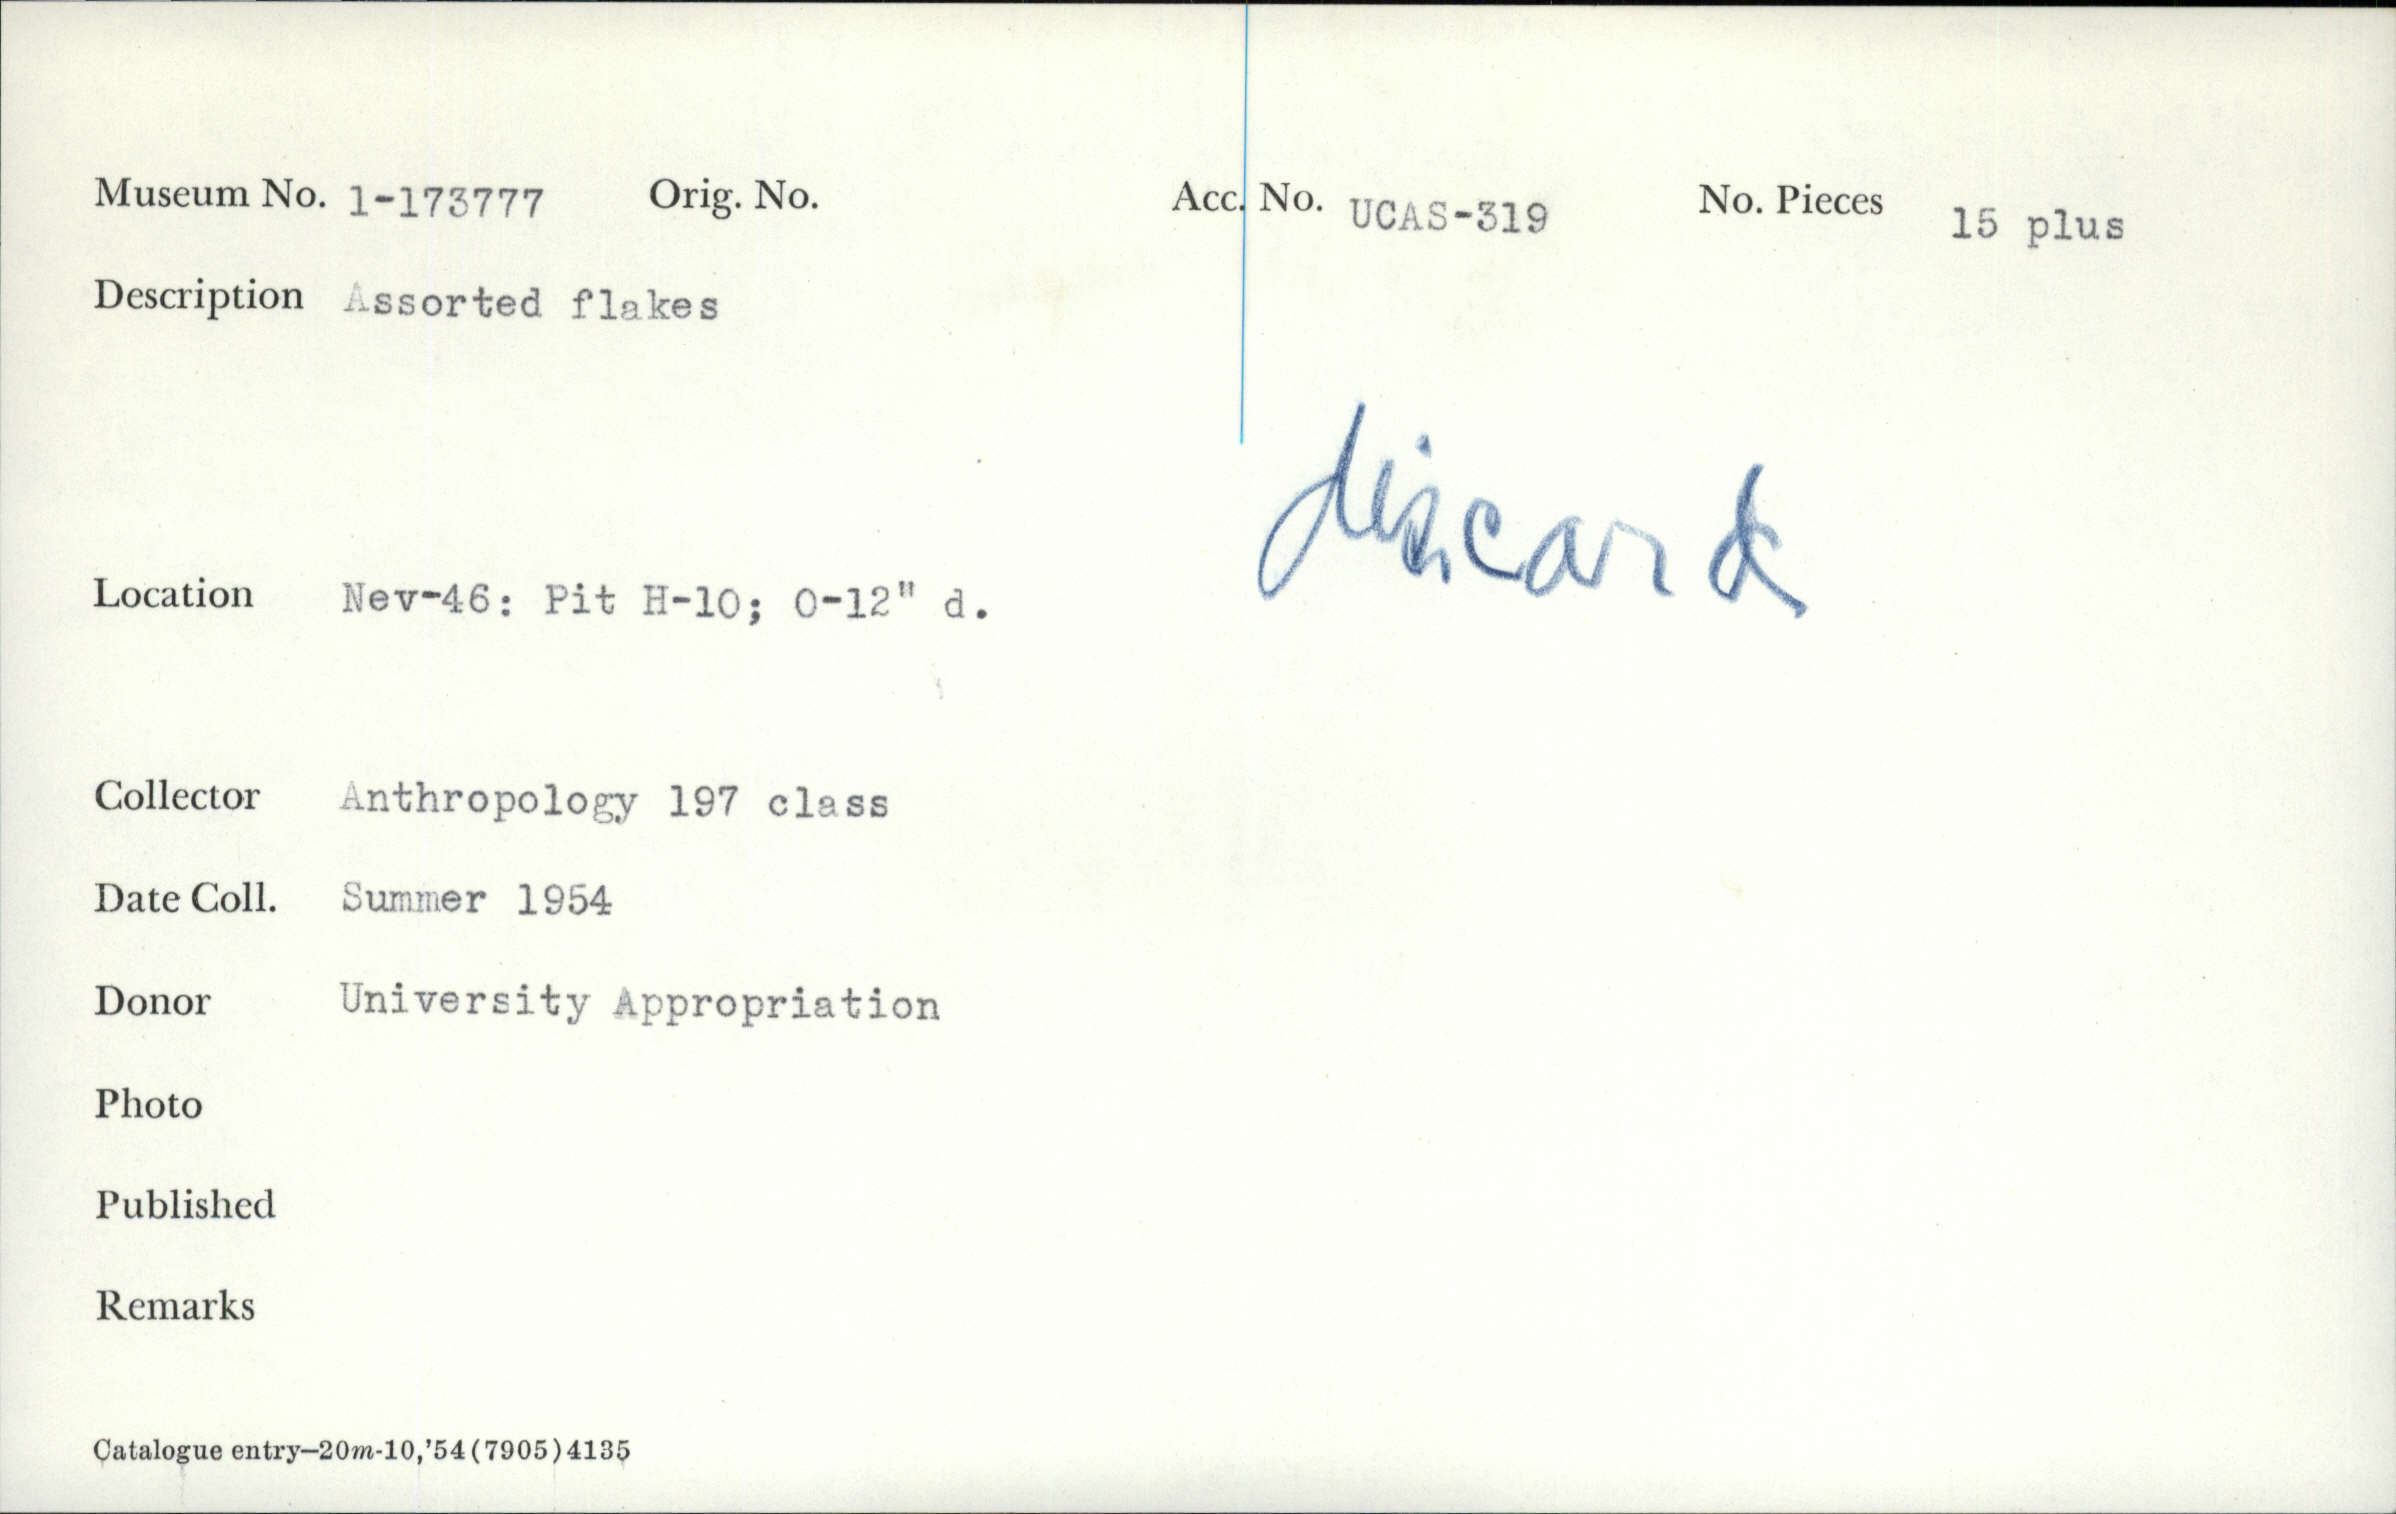 Museum No. 1-173777 Orig. No. Acc. No. UCAS-319 No. Pieces 15 plus
Description Assorted flakes
discard
Location Nev-46: Pit H-10; 0-12" d.
Collector Anthropology 197 class
Date Coll. Summer 1954
Donor University Appropriation
Photo
Published
Remarks
Catalogue entry—20m-10,'54(7905)4135